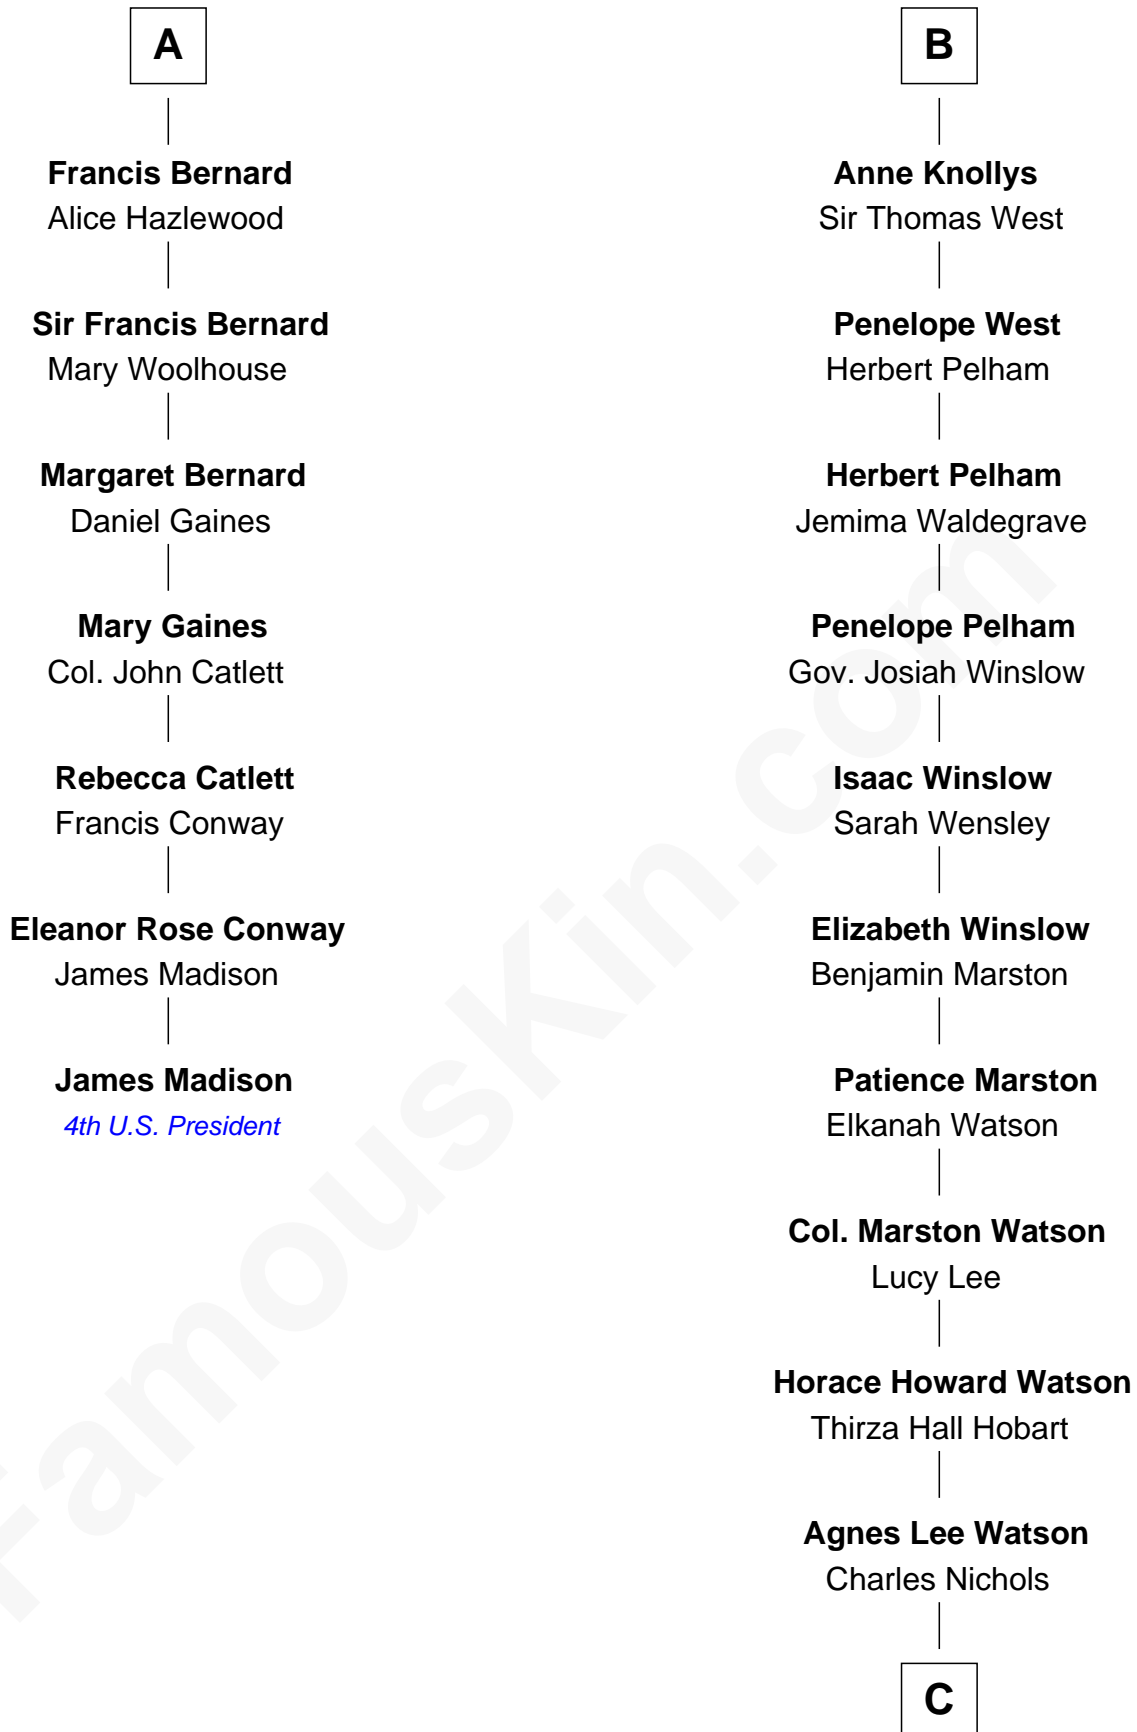 A
Francis Bernard
Alice Hazlewood
Sir Francis Bernard
Mary Woolhouse
Margaret Bernard
Daniel Gaines
Mary Gaines
Col. John Catlett
Rebecca Catlett
Francis Conway
Eleanor Rose Conway
James Madison
James Madison
4th U.S. President
B
Anne Knollys
Sir Thomas West
Penelope West
Herbert Pelham
Herbert Pelham
Jemima Waldegrave
Penelope Pelham
Gov. Josiah Winslow
Isaac Winslow
Sarah Wensley
Elizabeth Winslow
Benjamin Marston
Patience Marston
Elkanah Watson
Col. Marston Watson
Lucy Lee
Horace Howard Watson
Thirza Hall Hobart
Agnes Lee Watson
Charles Nichols
C
FamousKin.com